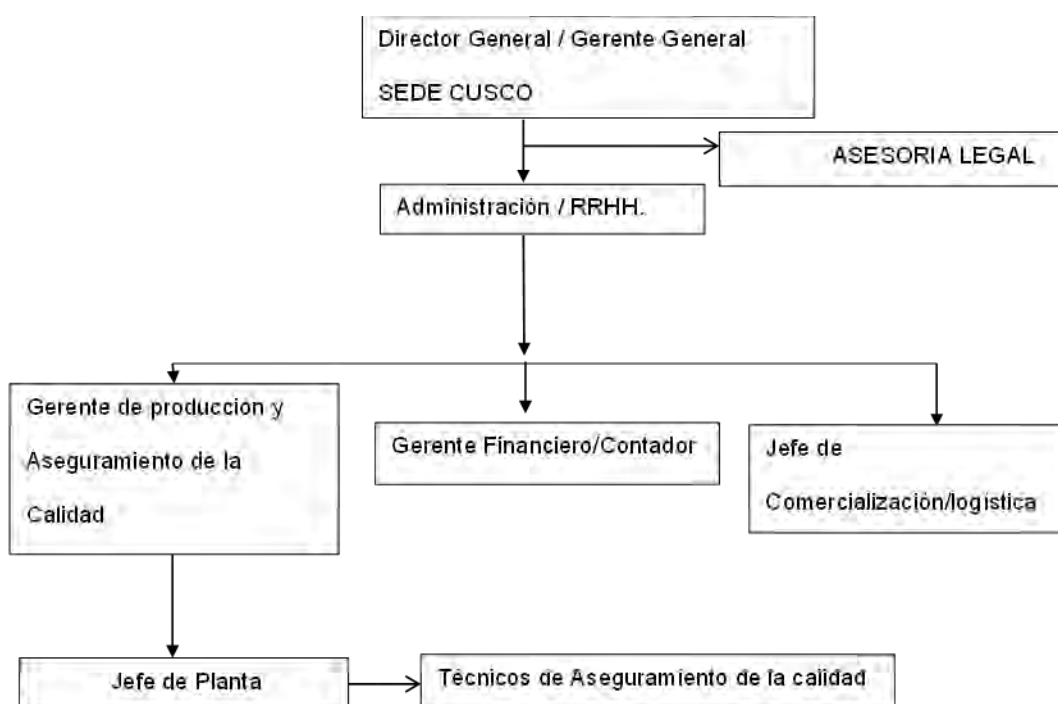 Director General / Gerente General
SEDE CUSCO
ASESORIA LEGAL
Administración / RRHH.
Gerente de producción y
Aseguramiento de la
Calidad
Gerente Financiero/Contador
Jefe de
Comercialización/logística
Jefe de Planta
Técnicos de Aseguramiento de la calidad